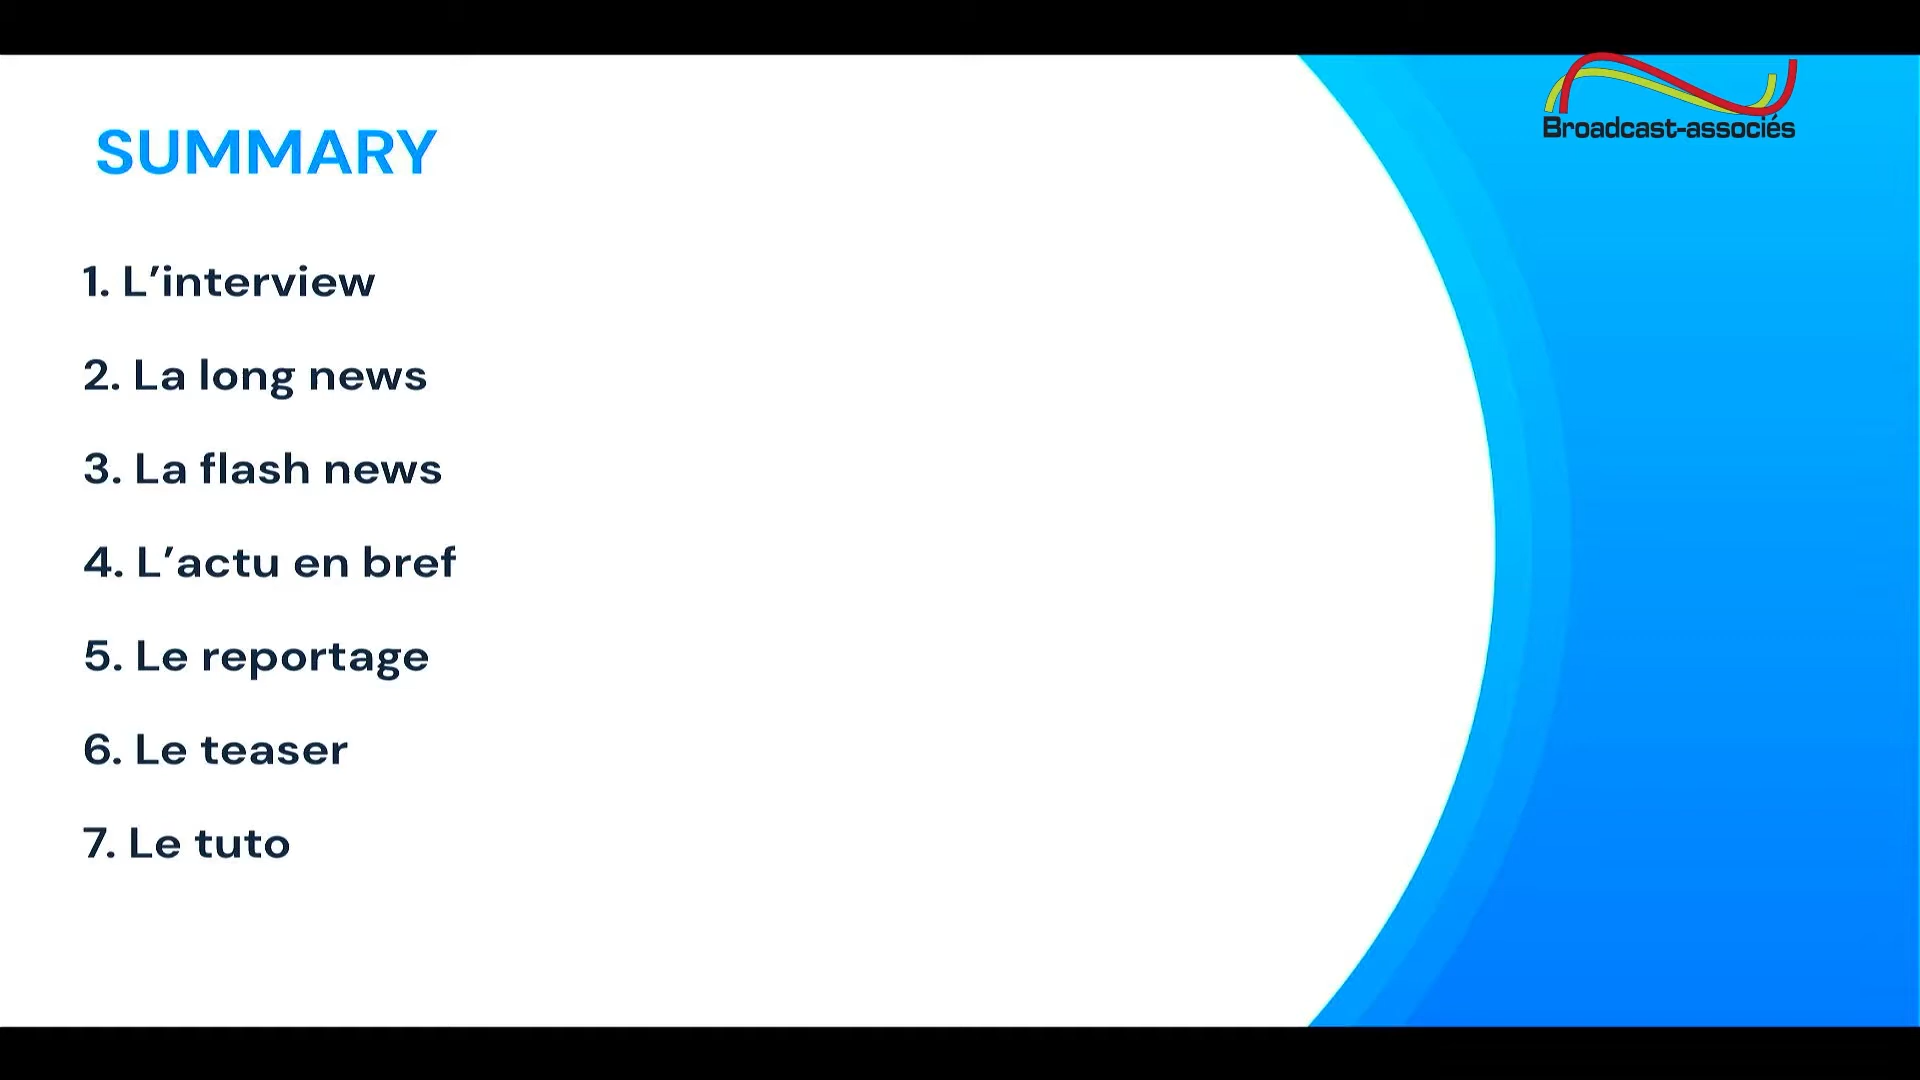 Broadcast-associés
SUMMARY
1. L’interview
2. La long news
3. La flash news
4. L’actu en bref
5. Le reportage
6. Le teaser
7. Le tuto